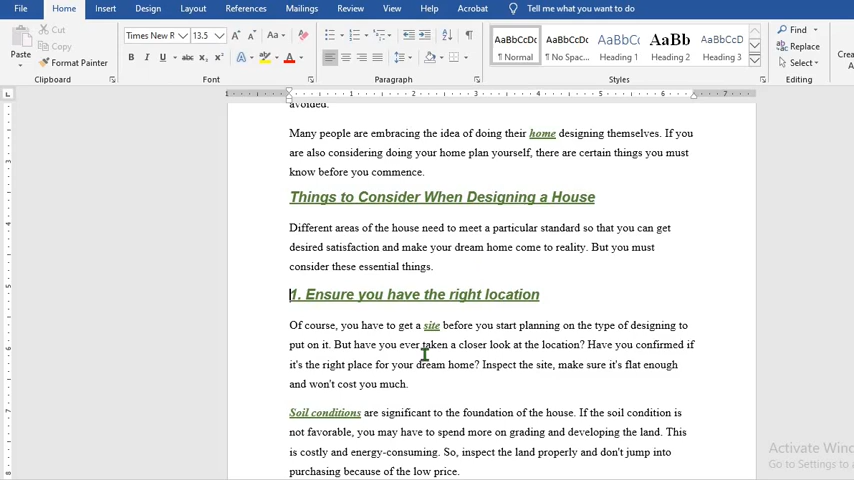 File Home Insert Design Layout References Mailings Review View Help Acrobat Tell me what you want to do
Cut
Copy
Paste
Format Painter
Times New R 13.5
AaBbCcDc AaBbCcDc AaBbCc AaBb AaBbCcD
¶ Normal ¶ No Spac... Heading 1 Heading 2 Heading 3
Find
Replace
Select
Clipboard Font Paragraph Styles Editing
avoided.
Many people are embracing the idea of doing their home designing themselves. If you
are also considering doing your home plan yourself, there are certain things you must
know before you commence.
Things to Consider When Designing a House
Different areas of the house need to meet a particular standard so that you can get
desired satisfaction and make your dream home come to reality. But you must
consider these essential things.
1. Ensure you have the right location
Of course, you have to get a site before you start planning on the type of designing to
put on it. But have you ever taken a closer look at the location? Have you confirmed if
it's the right place for your dream home? Inspect the site, make sure it's flat enough
and won't cost you much.
Soil conditions are significant to the foundation of the house. If the soil condition is
not favorable, you may have to spend more on grading and developing the land. This
is costly and energy-consuming. So, inspect the land properly and don't jump into
purchasing because of the low price.
Activate Wind
Go to Settings to